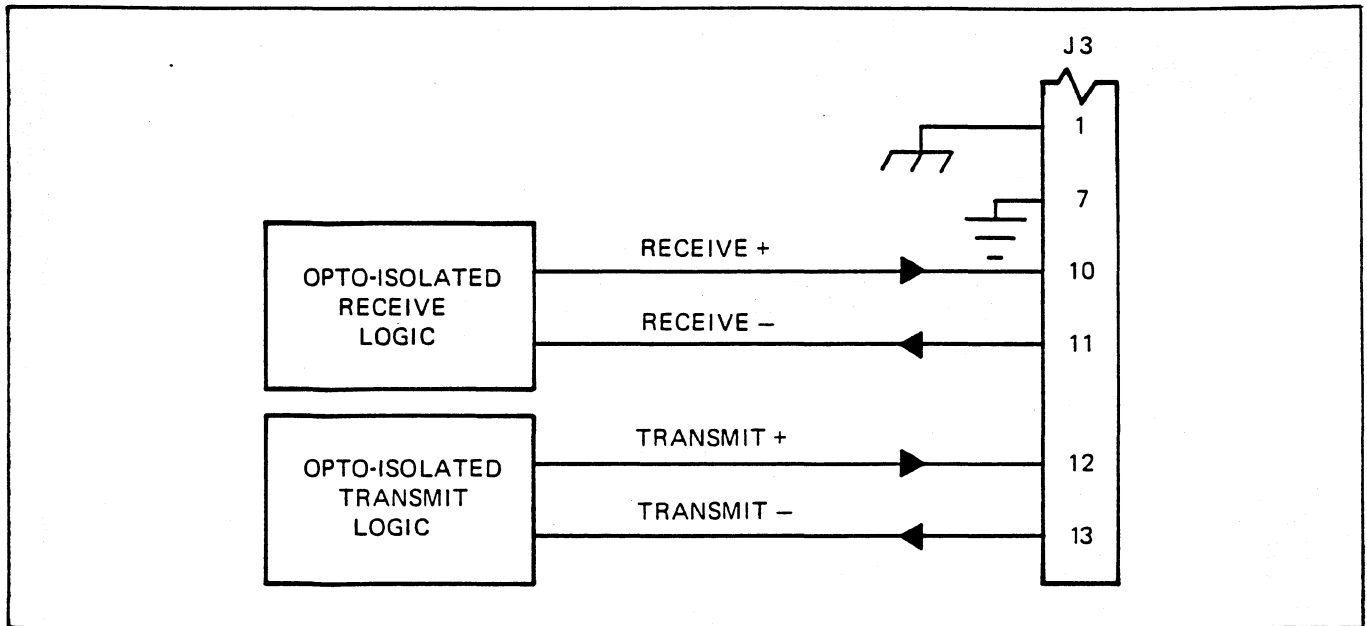 J3
1
7
OPTO-ISOLATED
RECEIVE
LOGIC
RECEIVE +
10
RECEIVE –
11
OPTO-ISOLATED
TRANSMIT
LOGIC
TRANSMIT +
12
TRANSMIT –
13